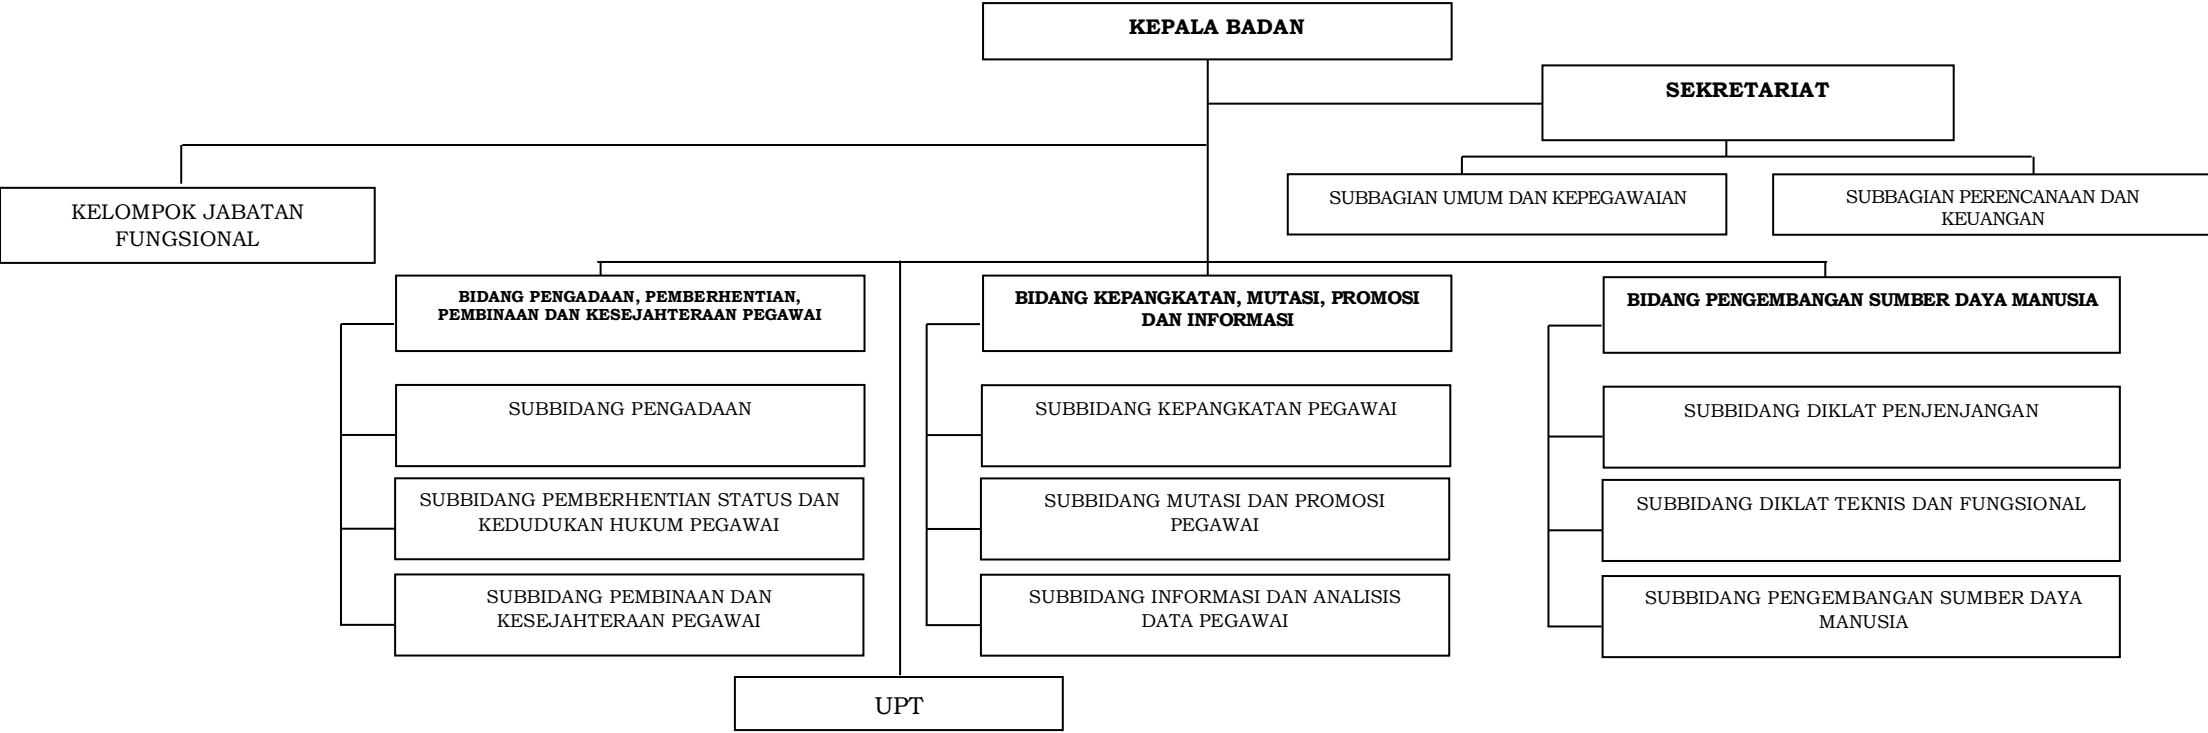 KEPALA BADAN
SEKRETARIAT
KELOMPOK JABATAN
FUNGSIONAL
SUBBAGIAN UMUM DAN KEPEGAWAIAN
SUBBAGIAN PERENCANAAN DAN
KEUANGAN
BIDANG PENGADAAN, PEMBERHENTIAN,
PEMBINAAN DAN KESEJAHTERAAN PEGAWAI
SUBBIDANG PENGADAAN
SUBBIDANG PEMBERHENTIAN STATUS DAN
KEDUDUKAN HUKUM PEGAWAI
SUBBIDANG PEMBINAAN DAN
KESEJAHTERAAN PEGAWAI
BIDANG KEPANGKATAN, MUTASI, PROMOSI
DAN INFORMASI
SUBBIDANG KEPANGKATAN PEGAWAI
SUBBIDANG MUTASI DAN PROMOSI
PEGAWAI
SUBBIDANG INFORMASI DAN ANALISIS
DATA PEGAWAI
BIDANG PENGEMBANGAN SUMBER DAYA MANUSIA
SUBBIDANG DIKLAT PENJENJANGAN
SUBBIDANG DIKLAT TEKNIS DAN FUNGSIONAL
SUBBIDANG PENGEMBANGAN SUMBER DAYA
MANUSIA
UPT